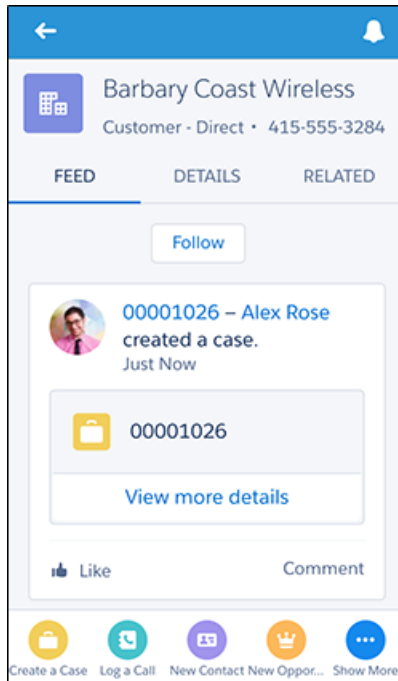 Barbary Coast Wireless
Customer - Direct • 415-555-3284
FEED DETAILS RELATED
Follow
00001026 – Alex Rose
created a case.
Just Now
00001026
View more details
Like Comment
Create a Case Log a Call New Contact New Oppor... Show More